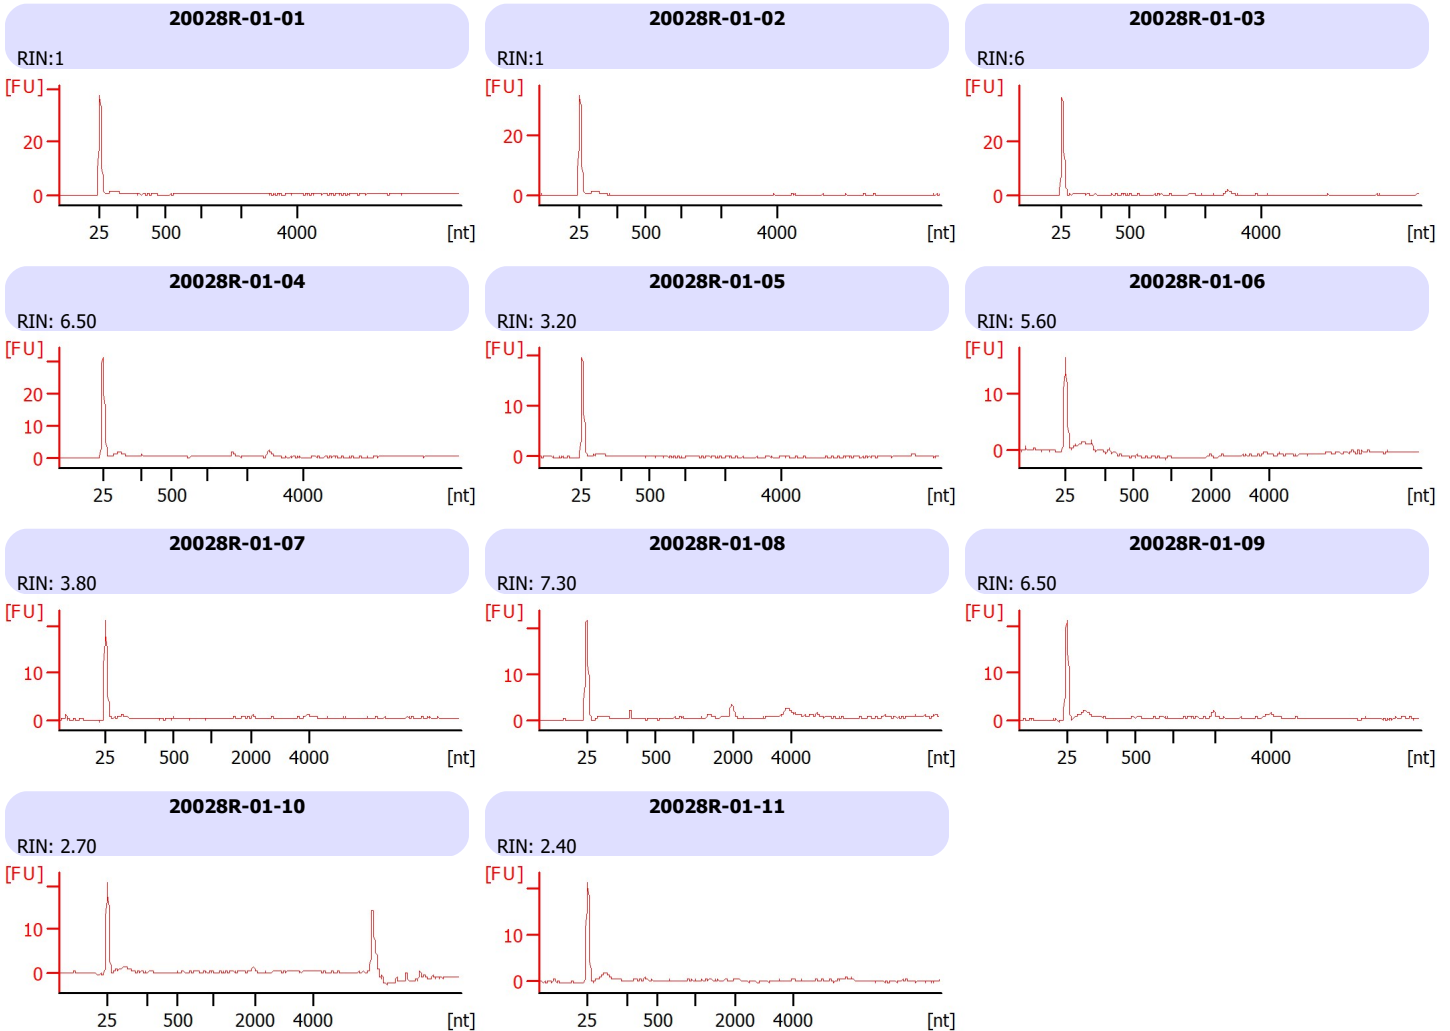 20028R-01-01
RIN:1
[FU]
20
0
25 500 4000 [nt]
20028R-01-02
RIN:1
[FU]
20
0
25 500 4000 [nt]
20028R-01-03
RIN:6
[FU]
20
0
25 500 4000 [nt]
20028R-01-04
RIN: 6.50
[FU]
20
10
0
25 500 4000 [nt]
20028R-01-05
RIN: 3.20
[FU]
10
0
25 500 4000 [nt]
20028R-01-06
RIN: 5.60
[FU]
10
0
25 500 2000 4000 [nt]
20028R-01-07
RIN: 3.80
[FU]
10
0
25 500 2000 4000 [nt]
20028R-01-08
RIN: 7.30
[FU]
10
0
25 500 2000 4000 [nt]
20028R-01-09
RIN: 6.50
[FU]
10
0
25 500 4000 [nt]
20028R-01-10
RIN: 2.70
[FU]
10
0
25 500 2000 4000 [nt]
20028R-01-11
RIN: 2.40
[FU]
10
0
25 500 2000 4000 [nt]